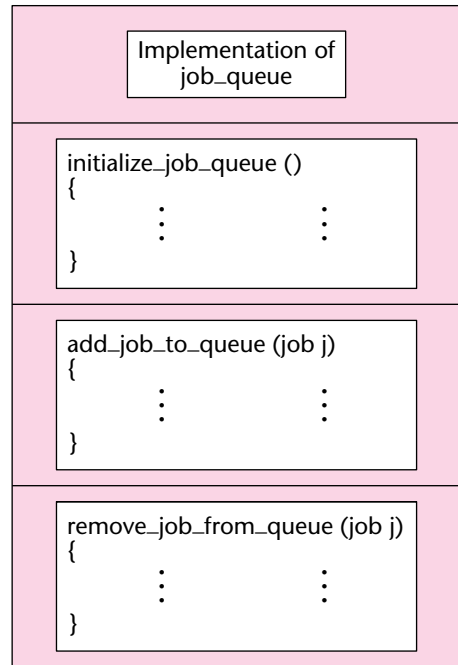 Implementation of
job_queue
initialize_job_queue ()
{
⋮ ⋮
}
add_job_to_queue (job j)
{
⋮ ⋮
}
remove_job_from_queue (job j)
{
⋮ ⋮
}